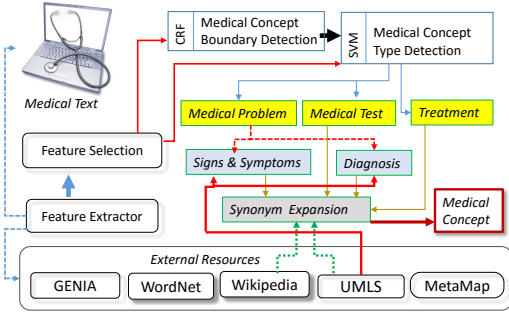 CRF
Medical Concept
Boundary Detection
SVM
Medical Concept
Type Detection
Medical Text
Medical Problem
Medical Test
Treatment
Feature Selection
Signs & Symptoms
Diagnosis
Feature Extractor
Synonym Expansion
Medical
Concept
External Resources
GENIA
WordNet
Wikipedia
UMLS
MetaMap